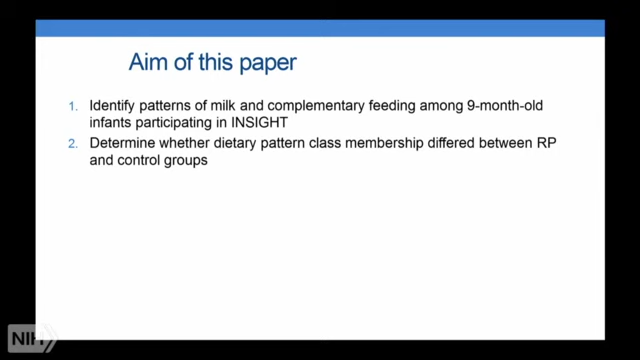 Aim of this paper
1. Identify patterns of milk and complementary feeding among 9-month-old
infants participating in INSIGHT
2. Determine whether dietary pattern class membership differed between RP
and control groups
NIH